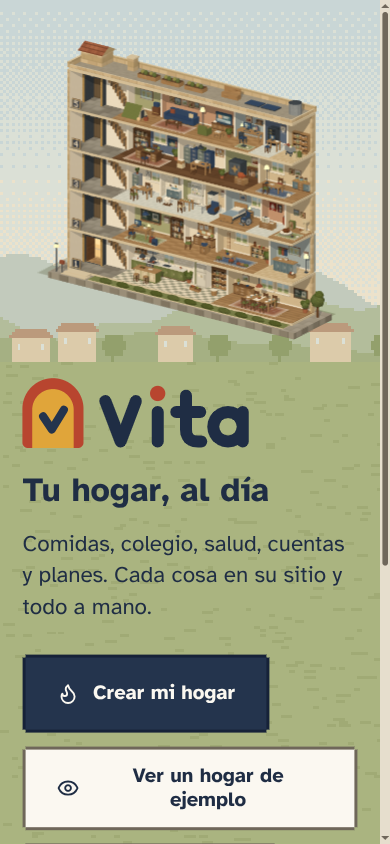 Vita
Tu hogar, al día
Comidas, colegio, salud, cuentas
y planes. Cada cosa en su sitio y
todo a mano.
Crear mi hogar
Ver un hogar de
ejemplo